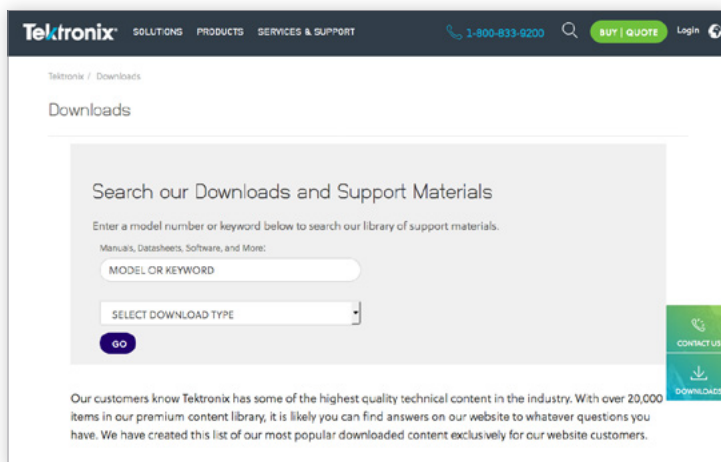 Tektronix SOLUTIONS PRODUCTS SERVICES & SUPPORT 1-800-833-9200 BUY | QUOTE Login
Tektronix / Downloads
Downloads
Search our Downloads and Support Materials
Enter a model number or keyword below to search our library of support materials.
Manuals, Datasheets, Software, and More:
MODEL OR KEYWORD
SELECT DOWNLOAD TYPE
GO
CONTACT US
DOWNLOADS
Our customers know Tektronix has some of the highest quality technical content in the industry. With over 20,000
items in our premium content library, it is likely you can find answers on our website to whatever questions you
have. We have created this list of our most popular downloaded content exclusively for our website customers.